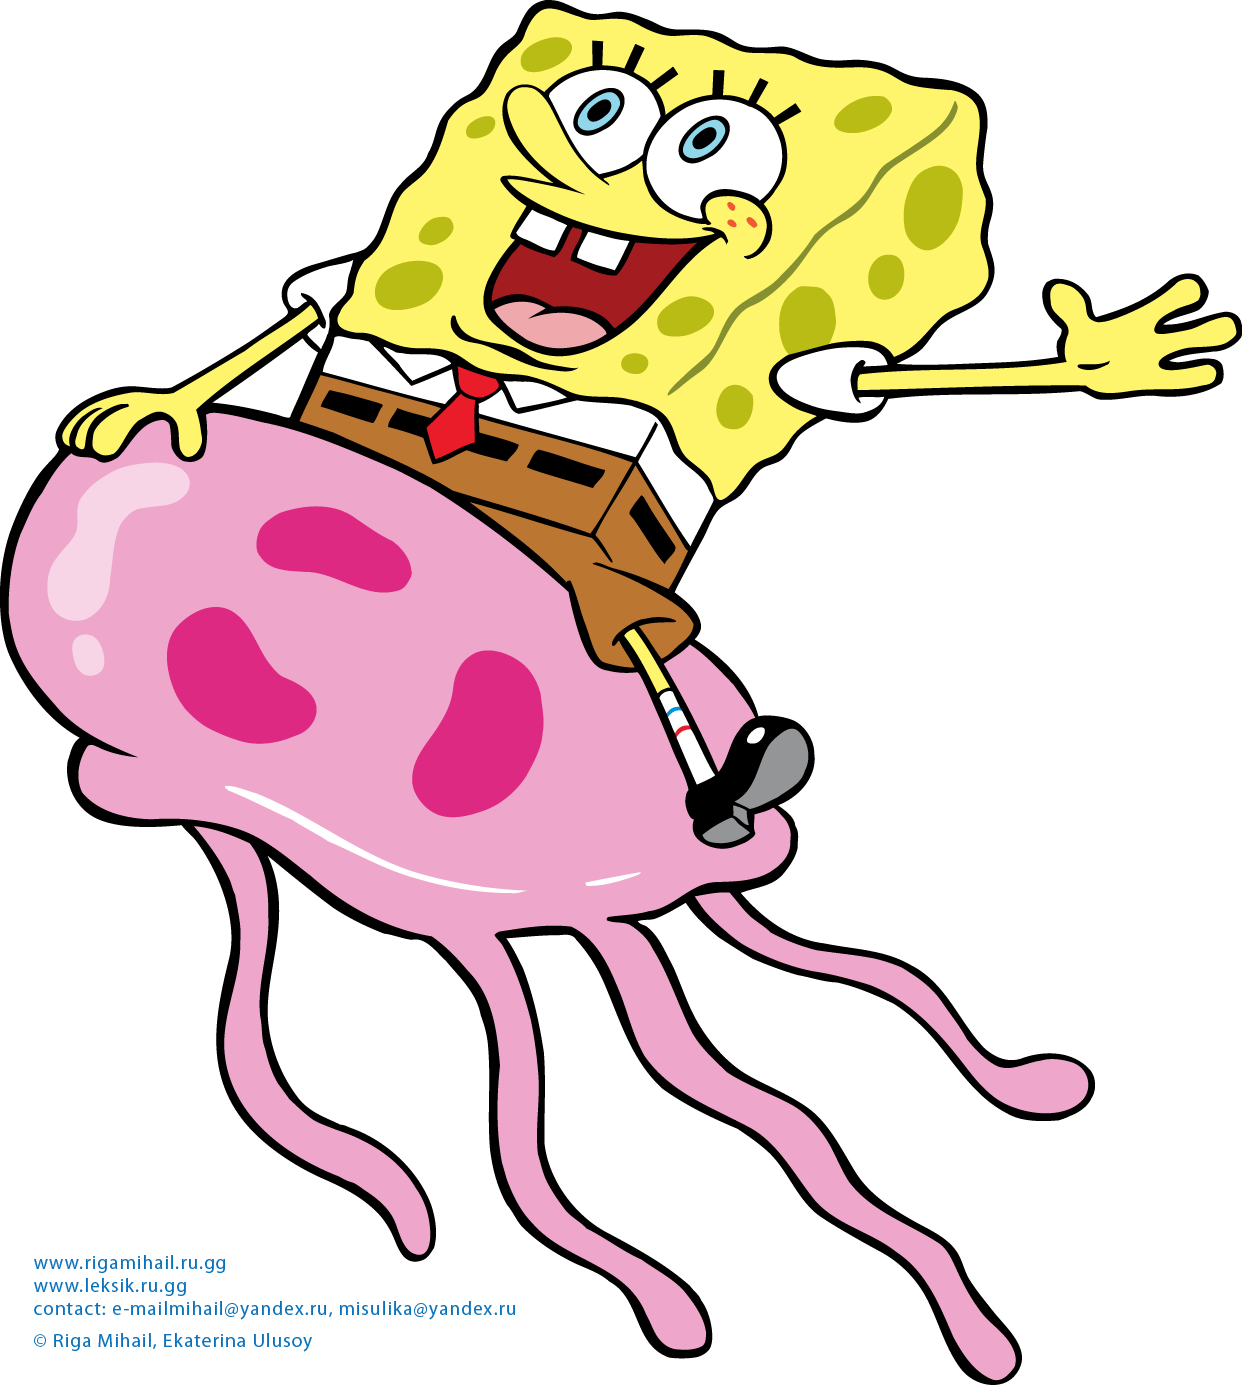 www.rigamihail.ru.gg
www.leksik.ru.gg
contact: e-mailmihail@yandex.ru, misulika@yandex.ru
© Riga Mihail, Ekaterina Ulusoy